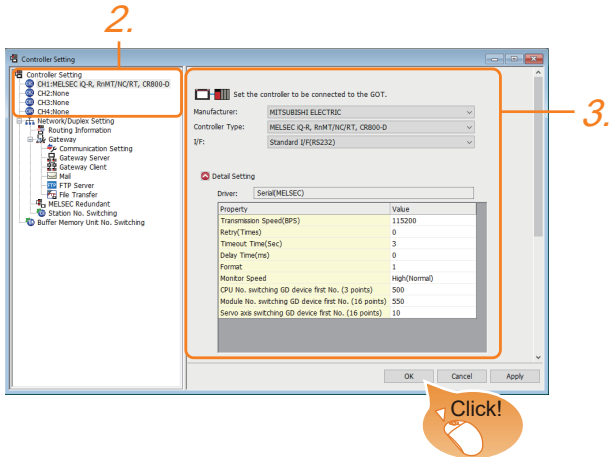 2.
Controller Setting
Controller Setting
CH1:MELSEC iQ-R, RnMT/NC/RT, CR800-D
CH2:None
CH3:None
CH4:None
Network/Duplex Setting
Routing Information
Gateway
Communication Setting
Gateway Server
Gateway Client
Mail
FTP Server
File Transfer
MELSEC Redundant
Station No. Switching
Buffer Memory Unit No. Switching
Set the controller to be connected to the GOT.
Manufacturer: MITSUBISHI ELECTRIC
Controller Type: MELSEC iQ-R, RnMT/NC/RT, CR800-D
I/F: Standard I/F(RS232)
3.
Detail Setting
Driver: Serial(MELSEC)
Property Value
Transmission Speed(BPS) 115200
Retry(Times) 0
Timeout Time(Sec) 3
Delay Time(ms) 0
Format 1
Monitor Speed High(Normal)
CPU No. switching GD device first No. (3 points) 500
Module No. switching GD device first No. (16 points) 550
Servo axis switching GD device first No. (16 points) 10
OK Cancel Apply
Click!